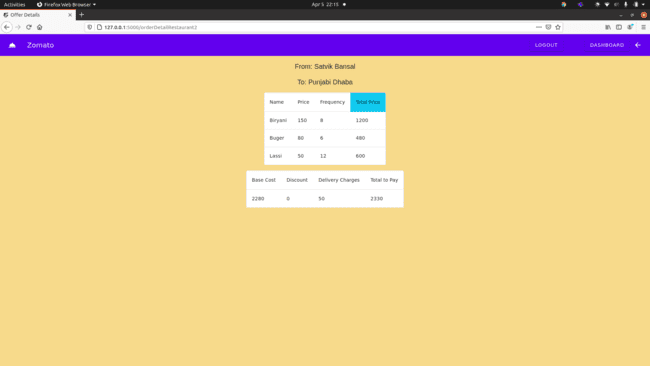 Activities
Firefox Web Browser
Apr 5 22:15
Offer Details
127.0.0.1:5000/orderDetailRestaurant3
Zomato
LOGOUT
DASHBOARD
From: Satvik Bansal
To: Punjabi Dhaba
Name Price Frequency Total Price
Biryani 150 8 1200
Buger 80 6 480
Lassi 50 12 600
Base Cost Discount Delivery Charges Total to Pay
2280 0 50 2330